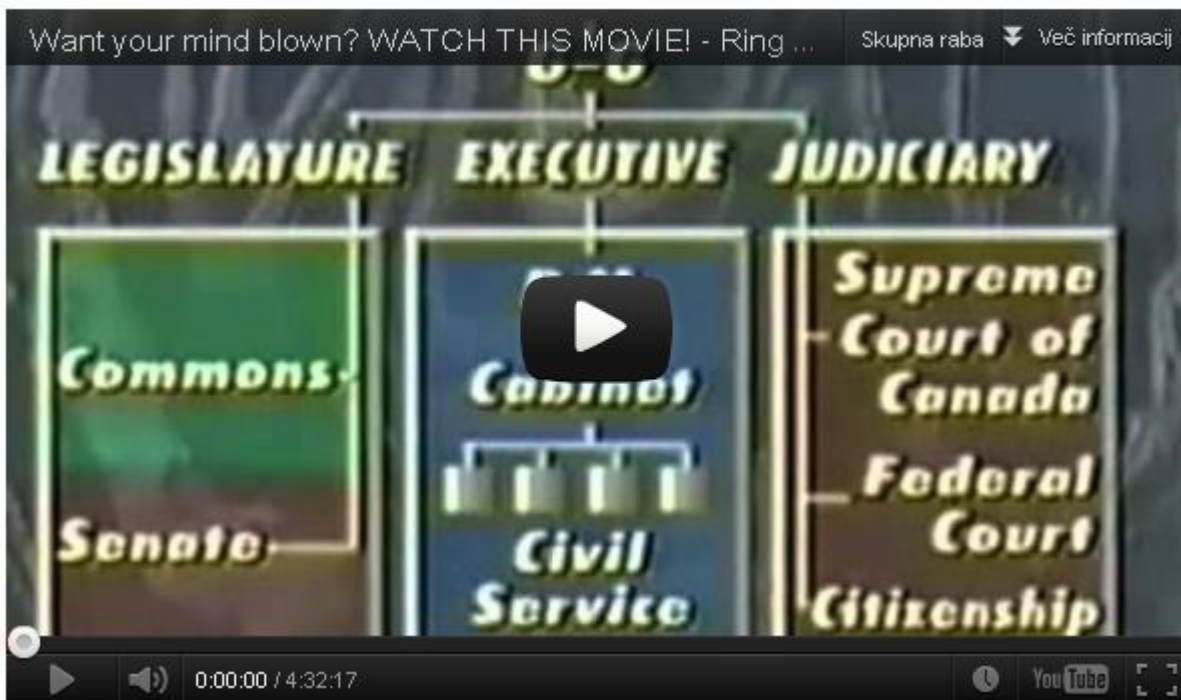 Want your mind blown? WATCH THIS MOVIE! - Ring ... Skupna raba Več informacij
LEGISLATURE EXECUTIVE JUDICIARY
Supreme
Court of
Canada
Commons
Cabinet
Federal
Court
Senate
Civil
Service
Citizenship
0:00:00 / 4:32:17
YouTube